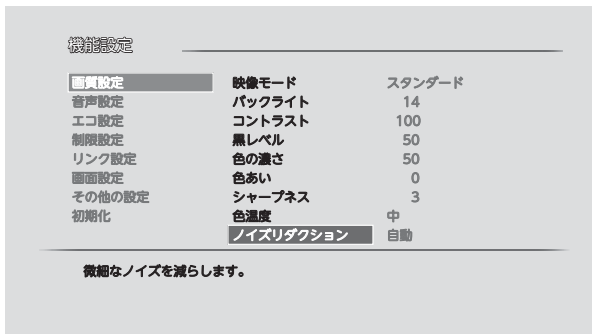 機能設定
画質設定 映像モード スタンダード
音声設定 バックライト 14
エコ設定 コントラスト 100
制限設定 黒レベル 50
リンク設定 色の濃さ 50
画面設定 色あい 0
その他の設定 シャープネス 3
初期化 色温度 中
ノイズリダクション 自動
微細なノイズを減らします。